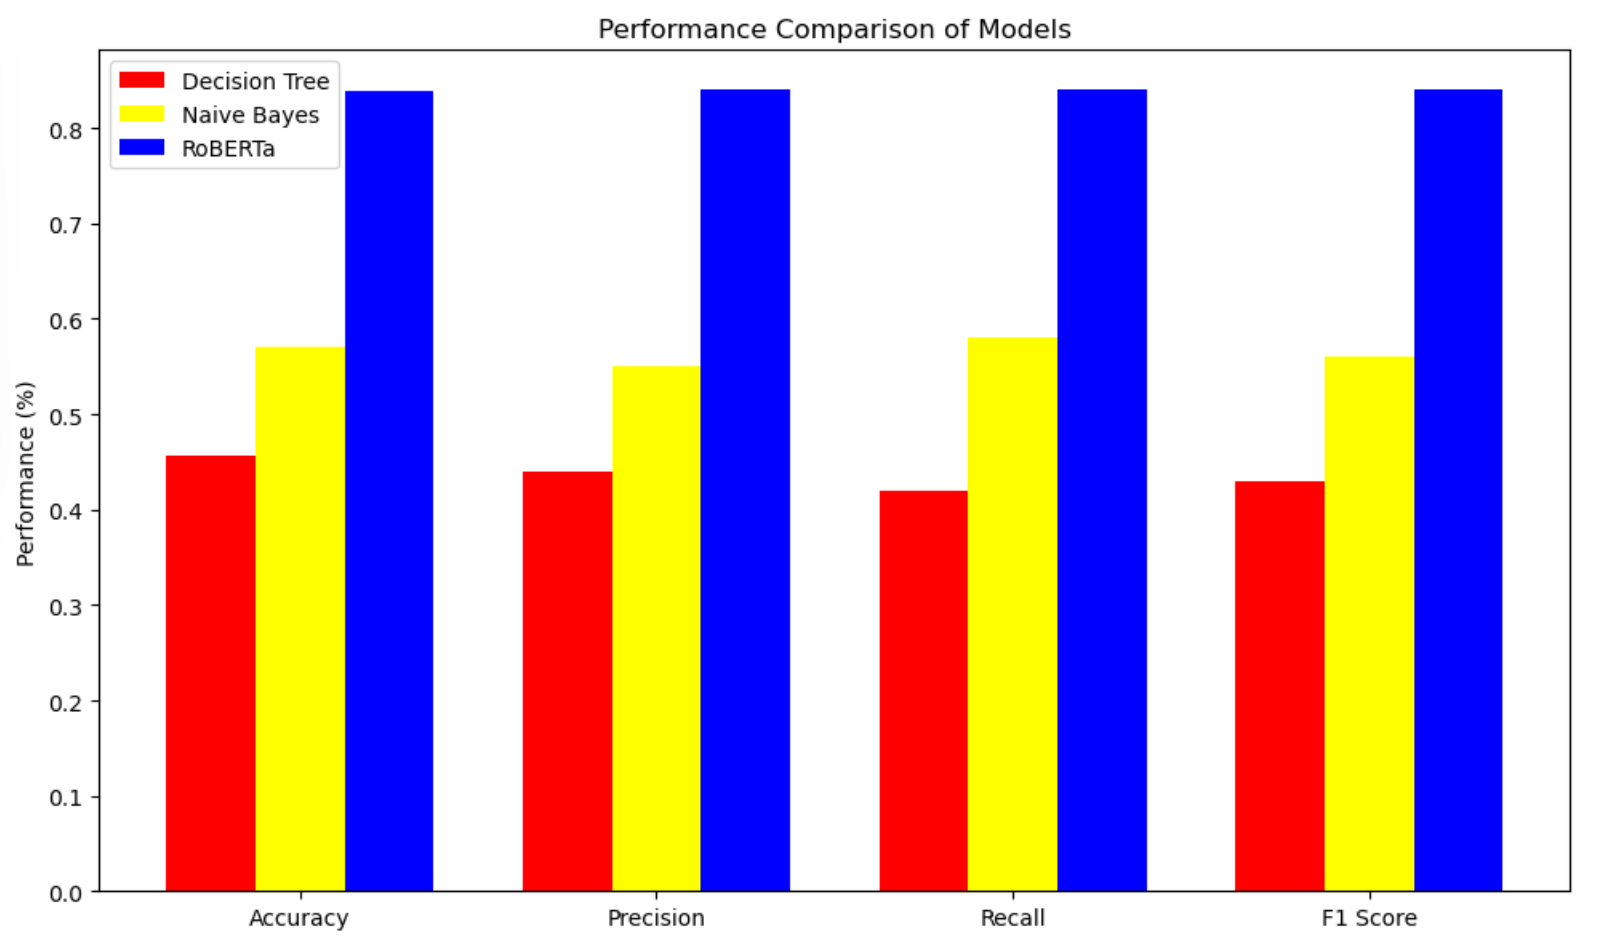 Performance Comparison of Models
Decision Tree
Naive Bayes
RoBERTa
Performance (%)
0.8
0.7
0.6
0.5
0.4
0.3
0.2
0.1
0.0
Accuracy
Precision
Recall
F1 Score